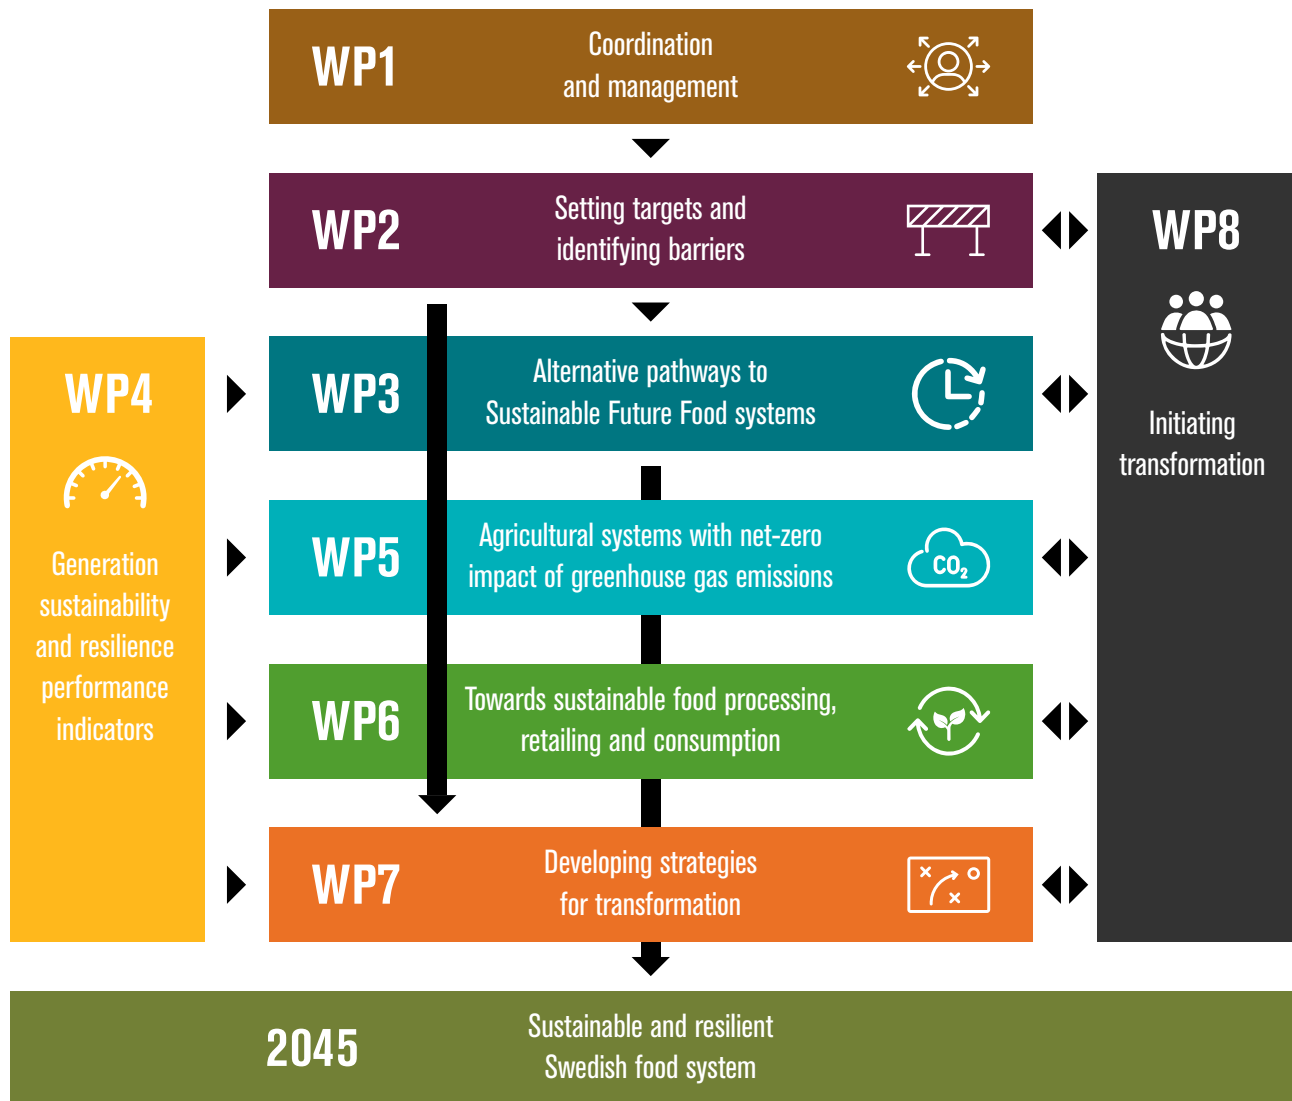 WP1
Coordination
and management
WP2
Setting targets and
identifying barriers
WP8
Initiating
transformation
WP4
Generation
sustainability
and resilience
performance
indicators
WP3
Alternative pathways to
Sustainable Future Food systems
WP5
Agricultural systems with net-zero
impact of greenhouse gas emissions
CO₂
WP6
Towards sustainable food processing,
retailing and consumption
WP7
Developing strategies
for transformation
2045
Sustainable and resilient
Swedish food system